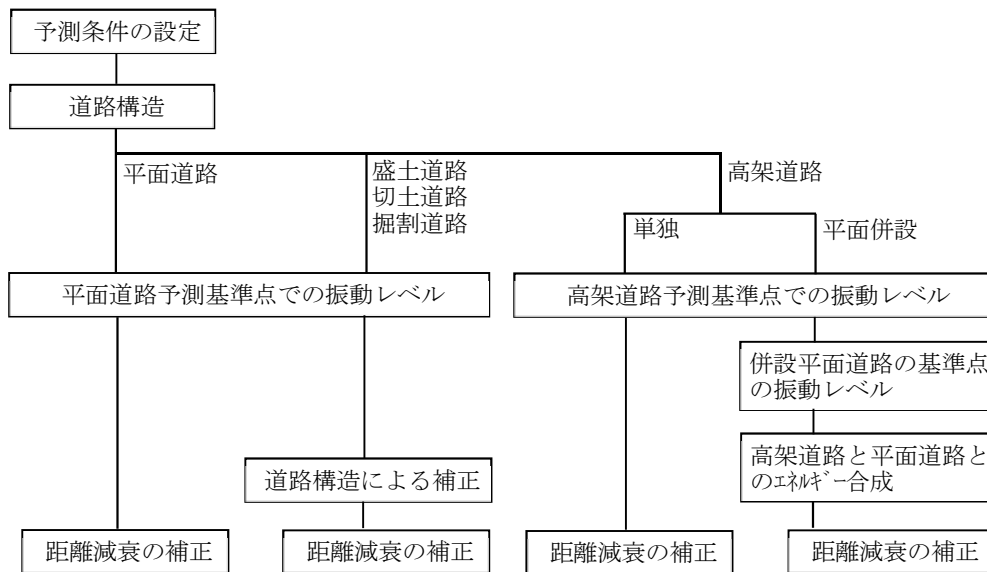 予測条件の設定
道路構造
平面道路
盛土道路
切土道路
掘割道路
高架道路
単独
平面併設
平面道路予測基準点での振動レベル
高架道路予測基準点での振動レベル
併設平面道路の基準点
の振動レベル
道路構造による補正
高架道路と平面道路と
のｴﾈﾙｷﾞｰ合成
距離減衰の補正
距離減衰の補正
距離減衰の補正
距離減衰の補正